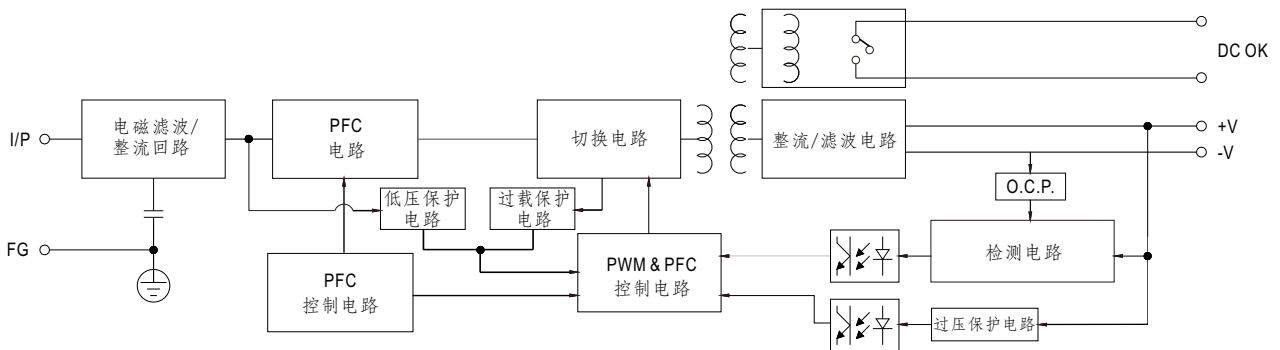 DC OK
I/P
电磁滤波/
整流回路
PFC
电路
切换电路
整流/滤波电路
+V
-V
O.C.P.
低压保护
电路
过载保护
电路
FG
PFC
控制电路
PWM & PFC
控制电路
检测电路
过压保护电路